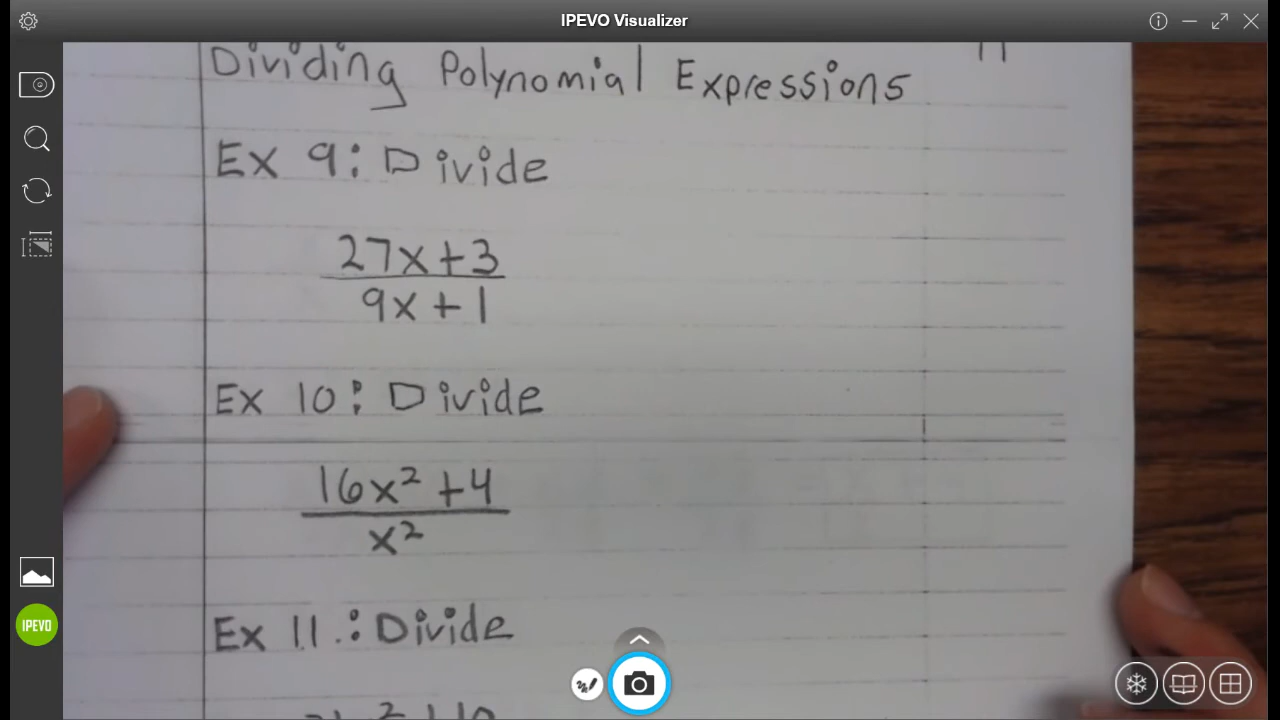 IPEVO Visualizer
Dividing Polynomial Expressions
Ex 9: Divide
27x+3
9x+1
Ex 10: Divide
16x²+4
x²
Ex 11.: Divide
IPEVO